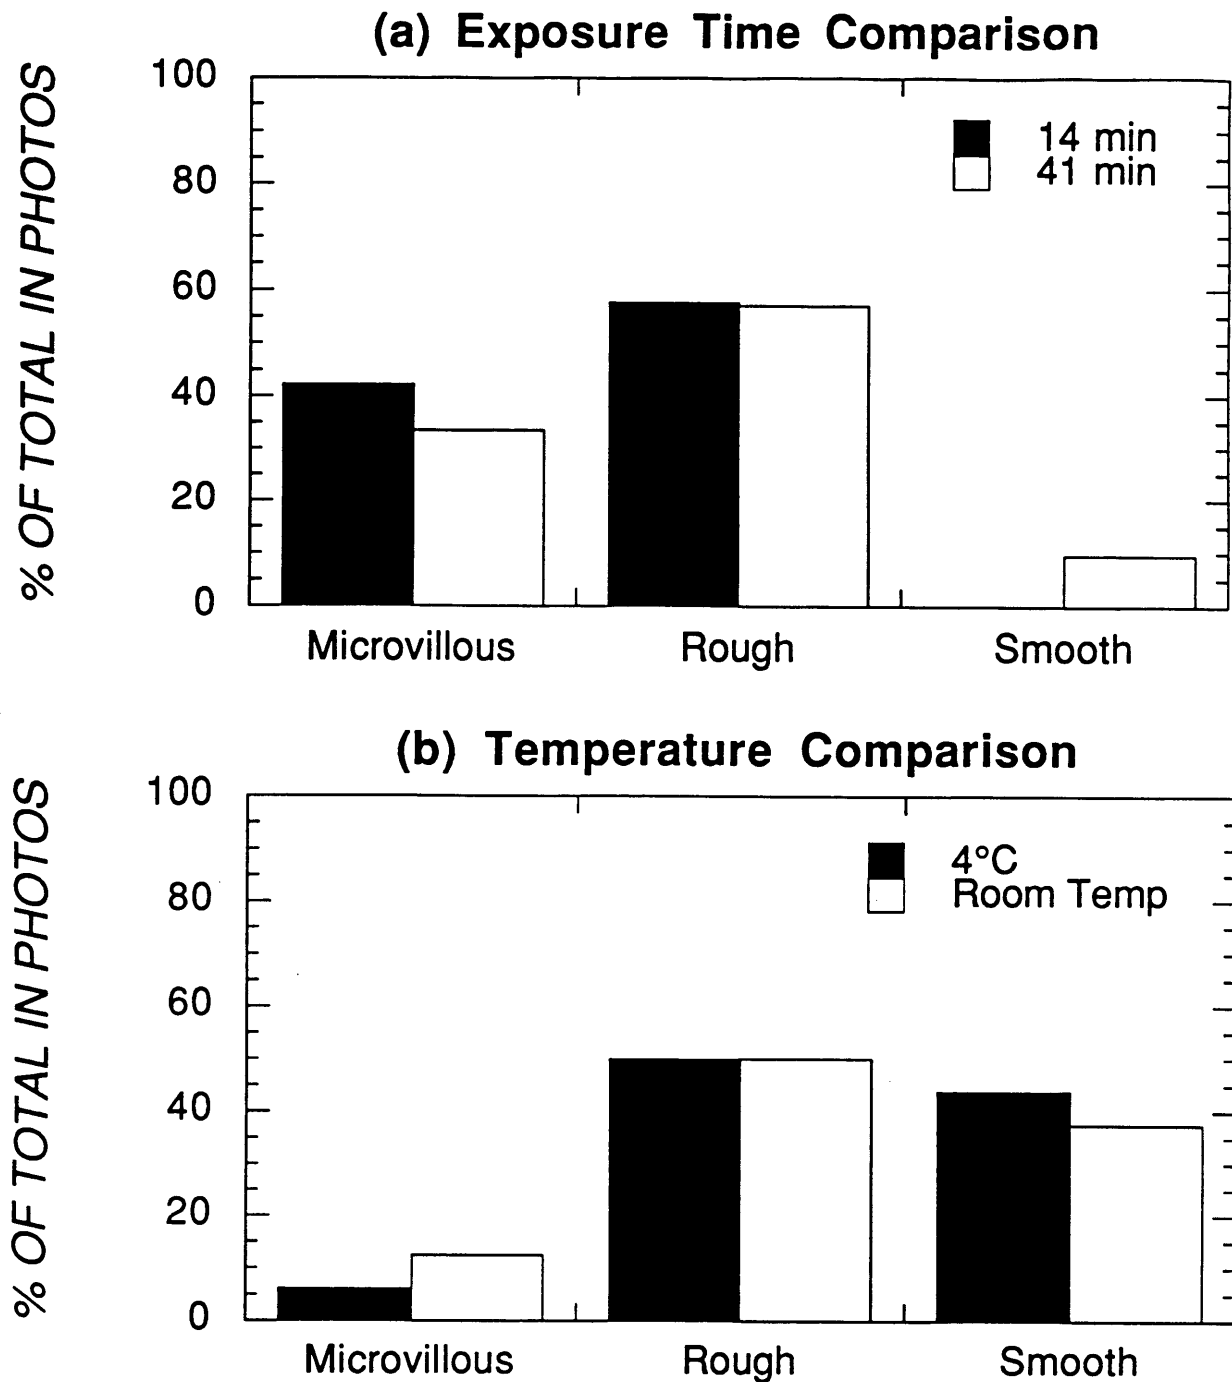 (a) Exposure Time Comparison
% OF TOTAL IN PHOTOS
100
80
60
40
20
0
14 min
41 min
Microvillous Rough Smooth
(b) Temperature Comparison
% OF TOTAL IN PHOTOS
100
80
60
40
20
0
4°C
Room Temp
Microvillous Rough Smooth